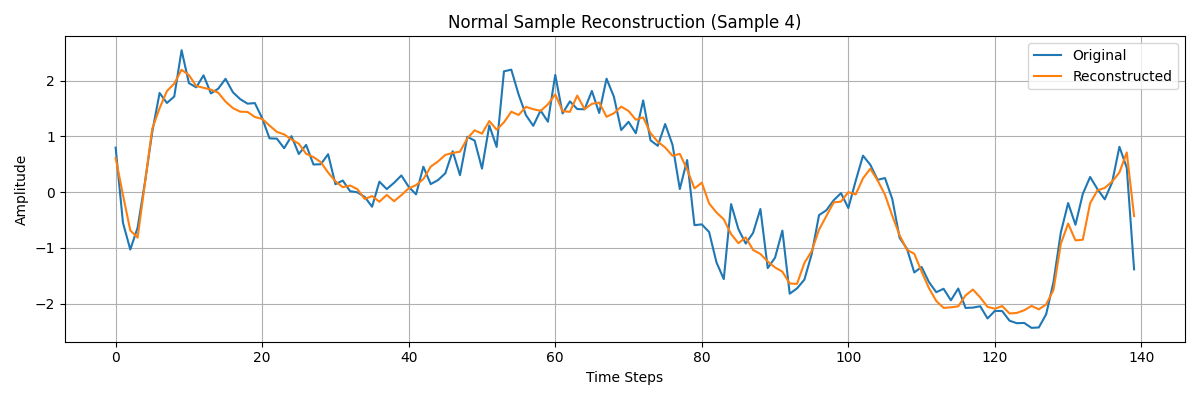 Normal Sample Reconstruction (Sample 4)
Original
Reconstructed
Amplitude
2
1
0
−1
−2
0 20 40 60 80 100 120 140
Time Steps